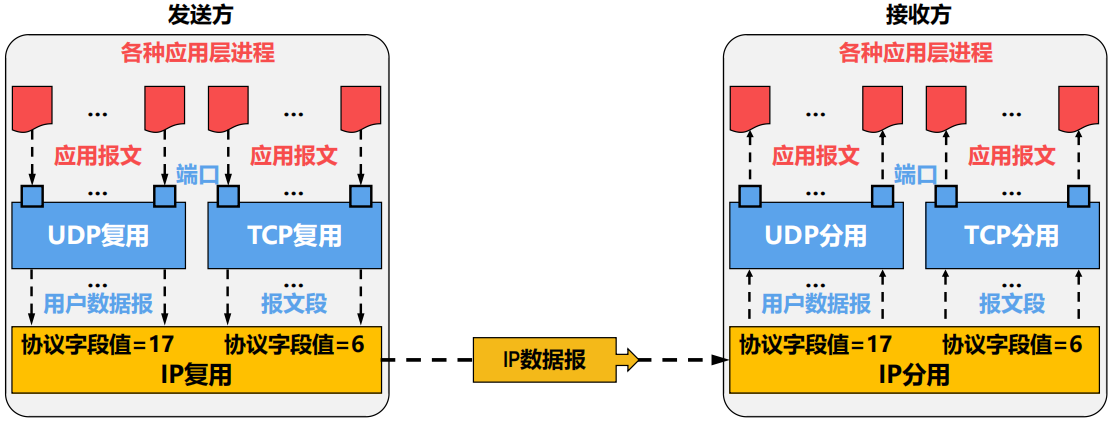 发送方
各种应用层进程
... ...
应用报文 应用报文
端口
... ...
UDP复用 TCP复用
... ...
用户数据报 报文段
协议字段值=17 协议字段值=6
IP复用
IP数据报
接收方
各种应用层进程
... ...
应用报文 应用报文
端口
... ...
UDP分用 TCP分用
... ...
用户数据报 报文段
协议字段值=17 协议字段值=6
IP分用